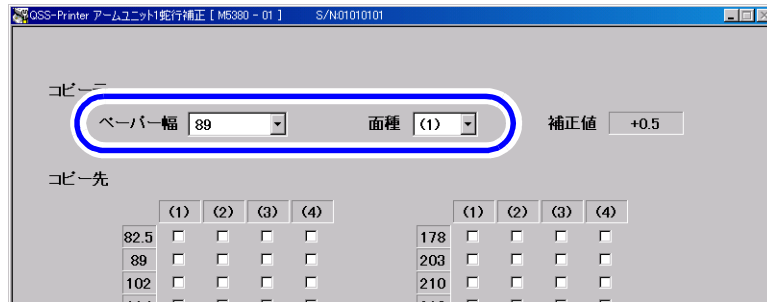 QSS-Printer アームユニット1蛇行補正 [ M5380 - 01 ] S/N:01010101
コピー元
ペーパー幅 89 面種 (1) 補正値 +0.5
コピー先
(1) (2) (3) (4) (1) (2) (3) (4)
82.5 178
89 203
102 210